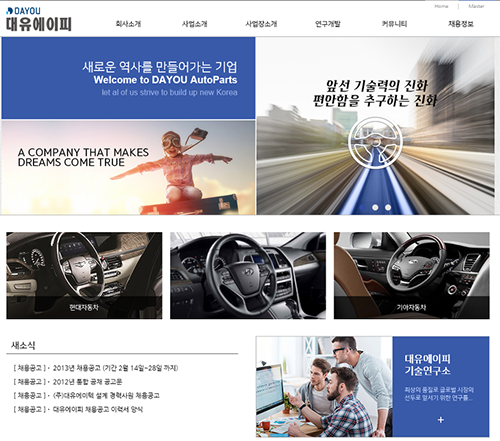 Home | Master
DAYOU
대유에이피
회사소개 사업소개 사업장소개 연구개발 커뮤니티 채용정보
새로운 역사를 만들어가는 기업
Welcome to DAYOU AutoParts
let al of us strive to build up new Korea
앞선 기술력의 진화
편안함을 추구하는 진화
A COMPANY THAT MAKES
DREAMS COME TRUE
현대자동차
기아자동차
새소식
[ 채용공고 ] - 2013년 채용공고 (기간 2월 14일~28일 까지)
[ 채용공고 ] - 2012년 통합 공채 공고문
[ 채용공고 ] - (주)대유에이텍 설계 경력사원 채용공고
[ 채용공고 ] - 대유에이피 채용공고 이력서 양식
대유에이피
기술연구소
최상의 품질로 글로벌 시장의
선두로 앞서기 위한 연구를...
+